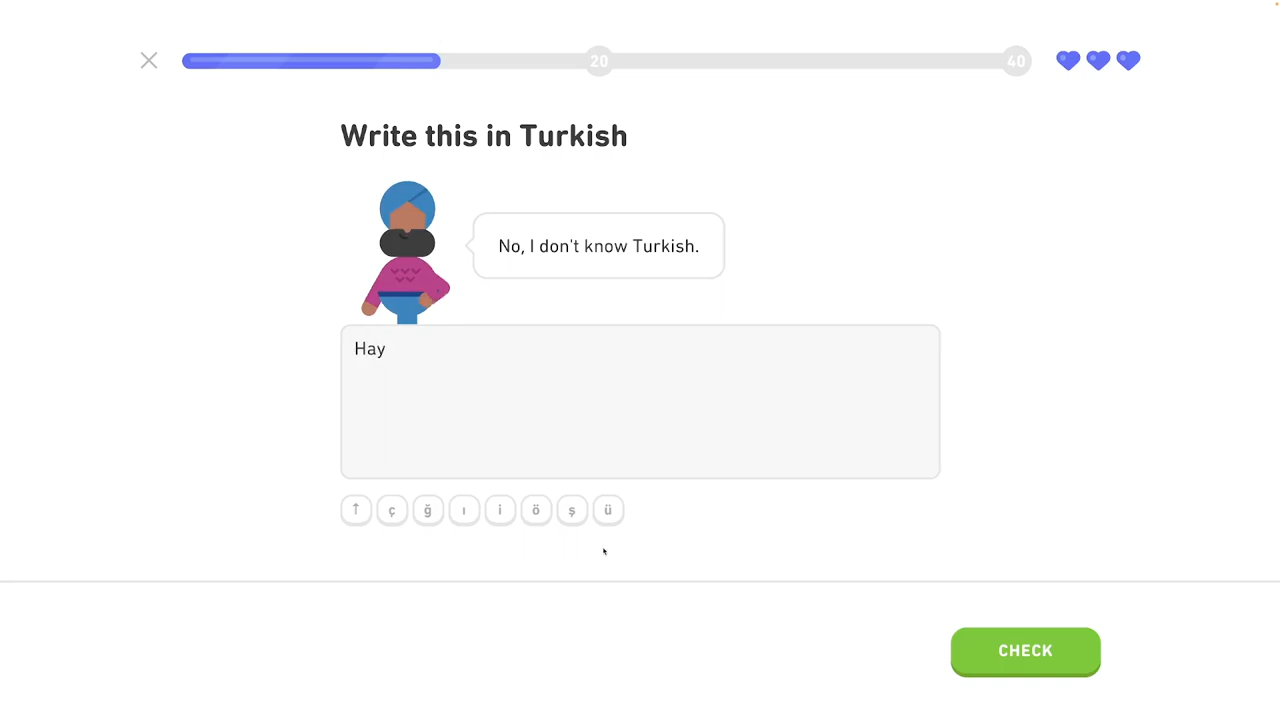 20
40
Write this in Turkish
No, I don't know Turkish.
Hay
↑ ç ğ ı i ö ş ü
CHECK